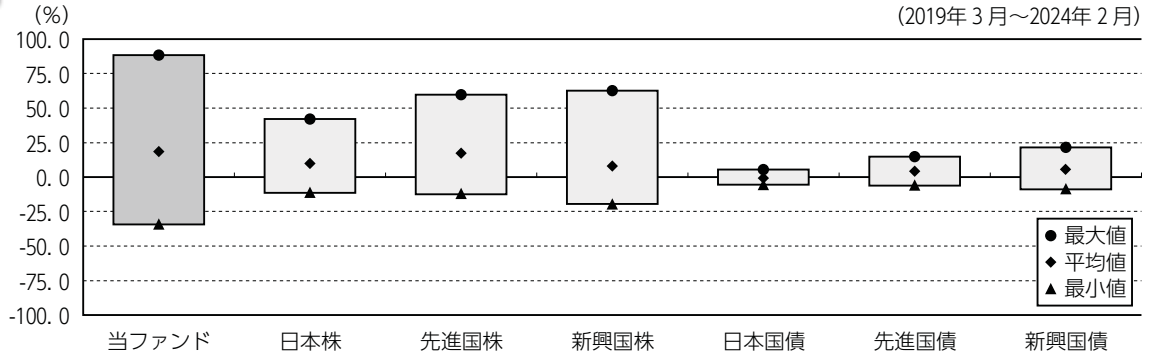 (%)
(2019年3月~2024年2月)
100.0
75.0
50.0
25.0
0.0
-25.0
-50.0
-75.0
-100.0
● 最大値
◆ 平均値
▲ 最小値
当ファンド 日本株 先進国株 新興国株 日本国債 先進国債 新興国債